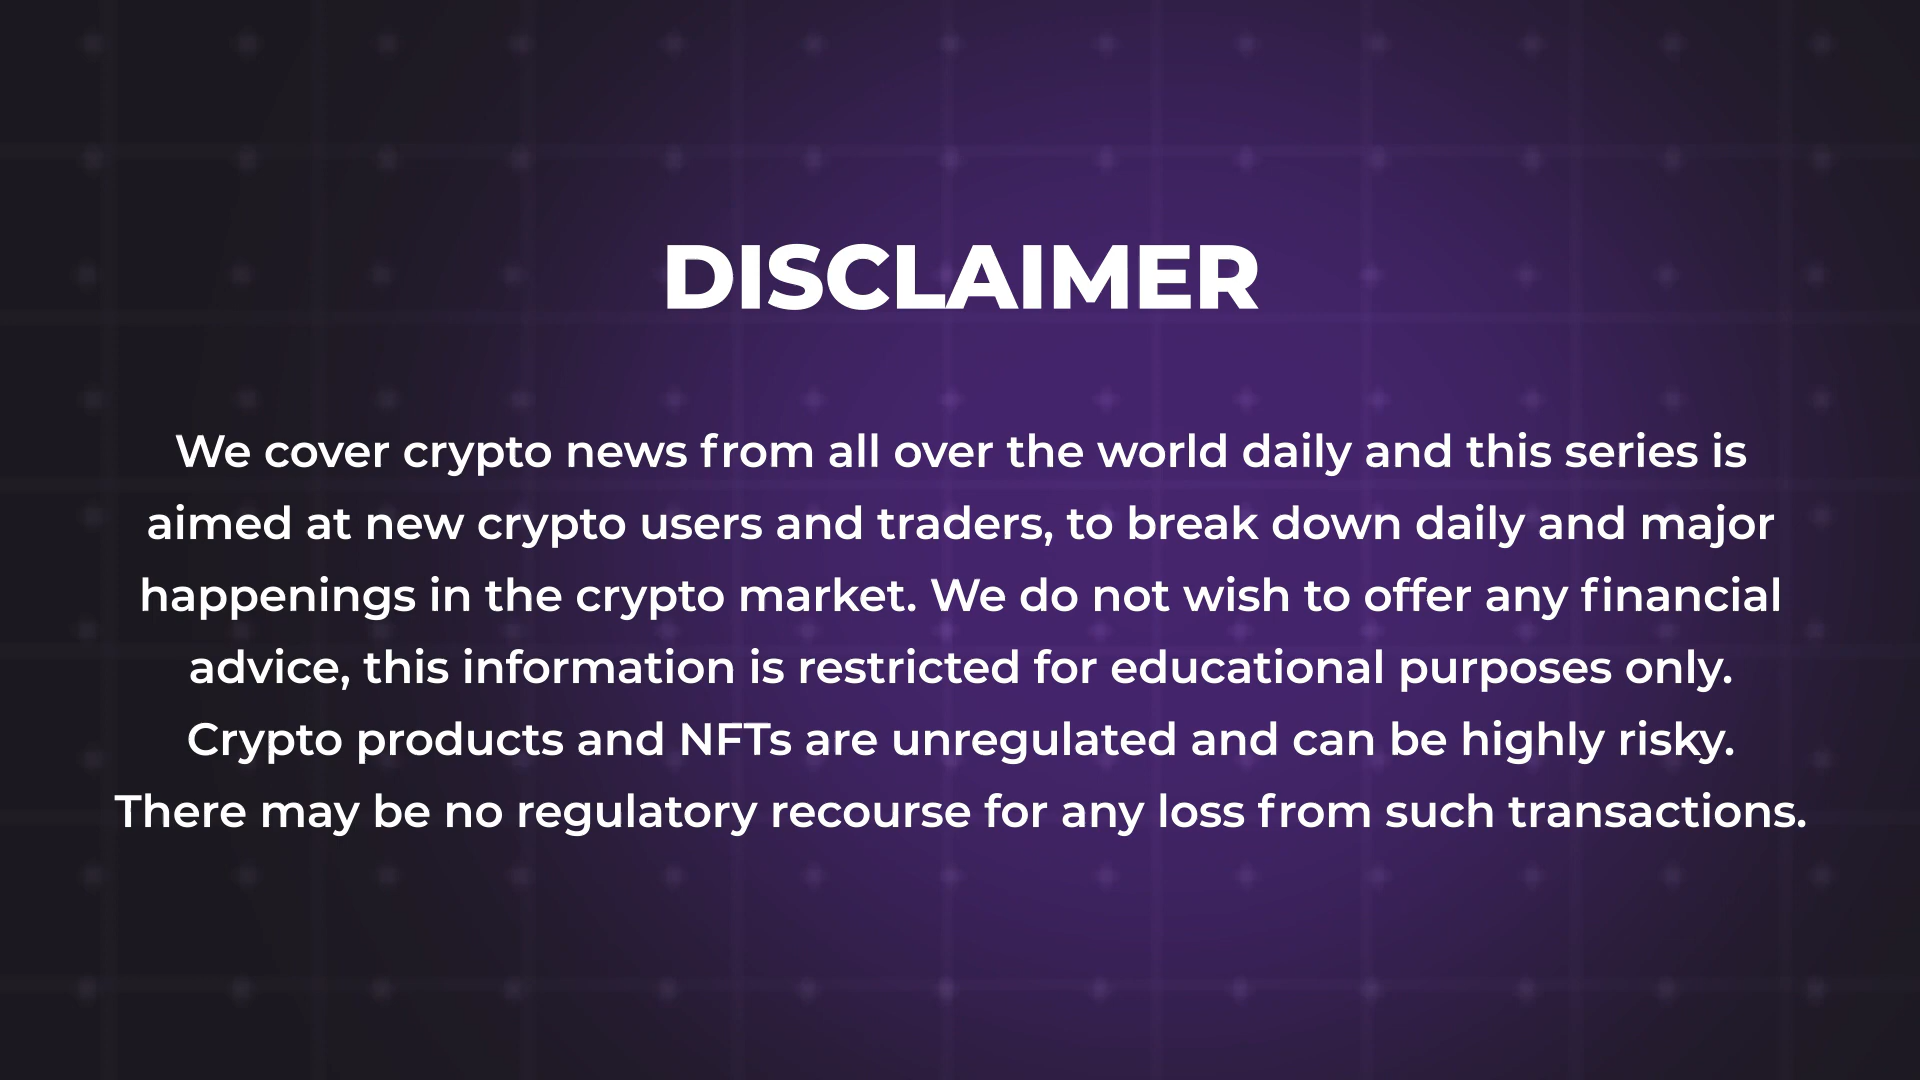 DISCLAIMER
We cover crypto news from all over the world daily and this series is
aimed at new crypto users and traders, to break down daily and major
happenings in the crypto market. We do not wish to offer any financial
advice, this information is restricted for educational purposes only.
Crypto products and NFTs are unregulated and can be highly risky.
There may be no regulatory recourse for any loss from such transactions.